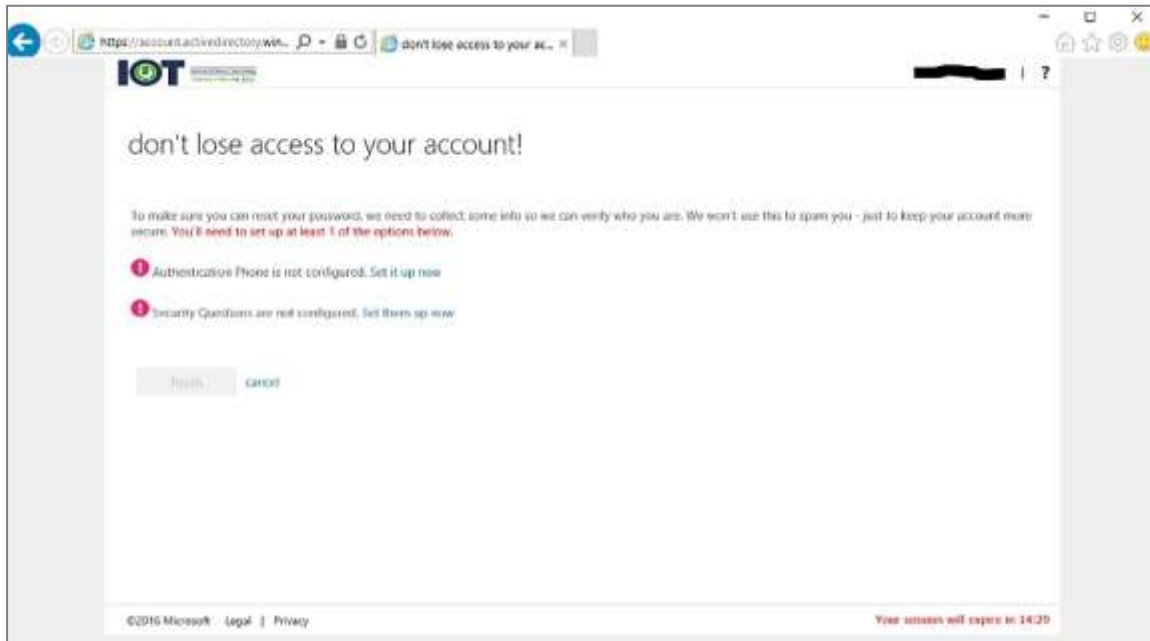 https://account.activedirectory.win...
don't lose access to your ac...
IOT
| ?
don't lose access to your account!
To make sure you can reset your password, we need to collect some info so we can verify who you are. We won't use this to spam you - just to keep your account more
secure. You'll need to set up at least 1 of the options below.
Authentication Phone is not configured. Set it up now
Security Questions are not configured. Set them up now
finish cancel
©2016 Microsoft Legal | Privacy
Your session will expire in 14:29